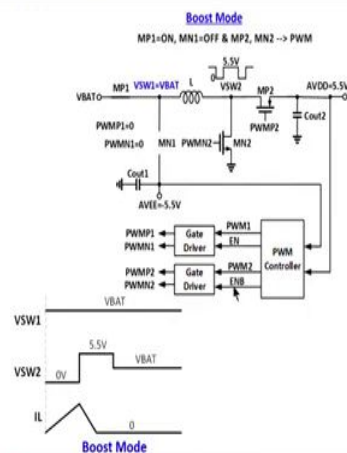 Boost Mode
MP1=ON, MN1=OFF & MP2, MN2 --> PWM
5.5V
0
VBAT MP1 VSW1=VBAT L VSW2 MP2 AVDD=5.5V
PWMP1=0
PWMN1=0
MN1 PWMN2 MN2 PWMP2 Cout2
Cout1
AVEE=-5.5V
PWMP1 Gate PWM1
PWMN1 Driver EN
PWM
Controller
PWMP2 Gate PWM2
PWMN2 Driver ENB
VSW1 VBAT
VSW2 0V 5.5V VBAT
IL 0
Boost Mode